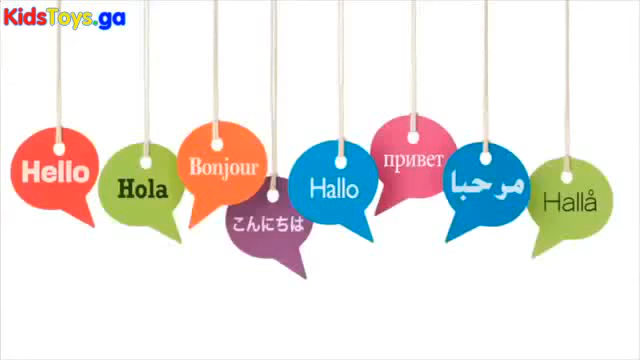 KidsToys.ga
Hello
Hola
Bonjour
こんにちは
Hallo
привет
مرحبا
Hallå